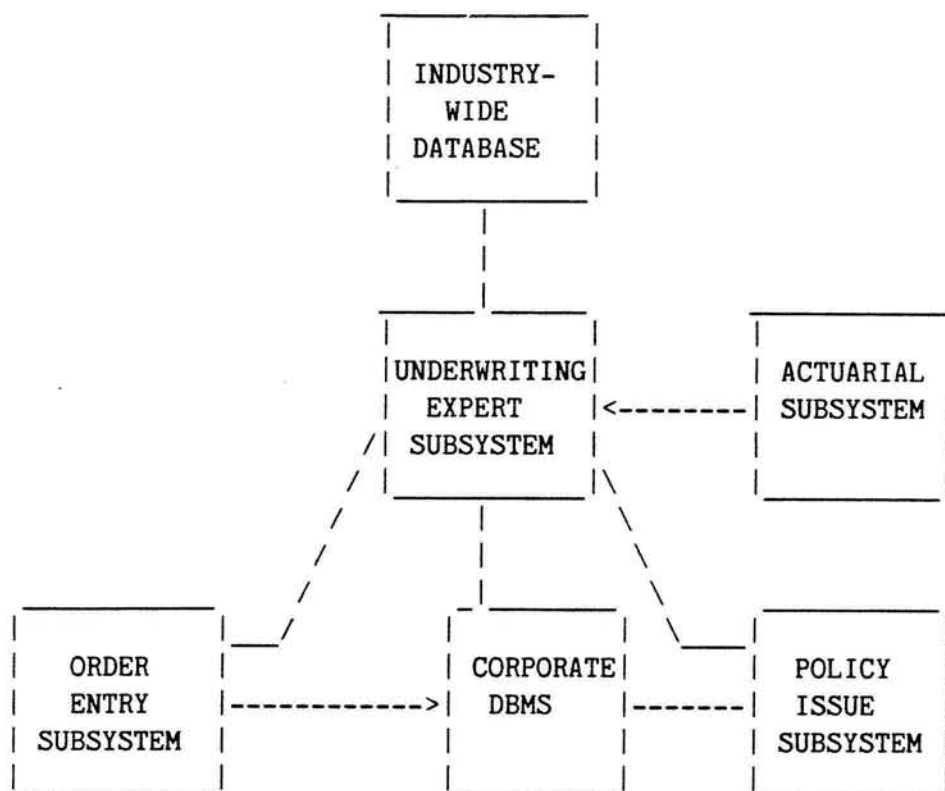 INDUSTRY-
WIDE
DATABASE
UNDERWRITING
EXPERT
SUBSYSTEM
ACTUARIAL
SUBSYSTEM
ORDER
ENTRY
SUBSYSTEM
CORPORATE
DBMS
POLICY
ISSUE
SUBSYSTEM